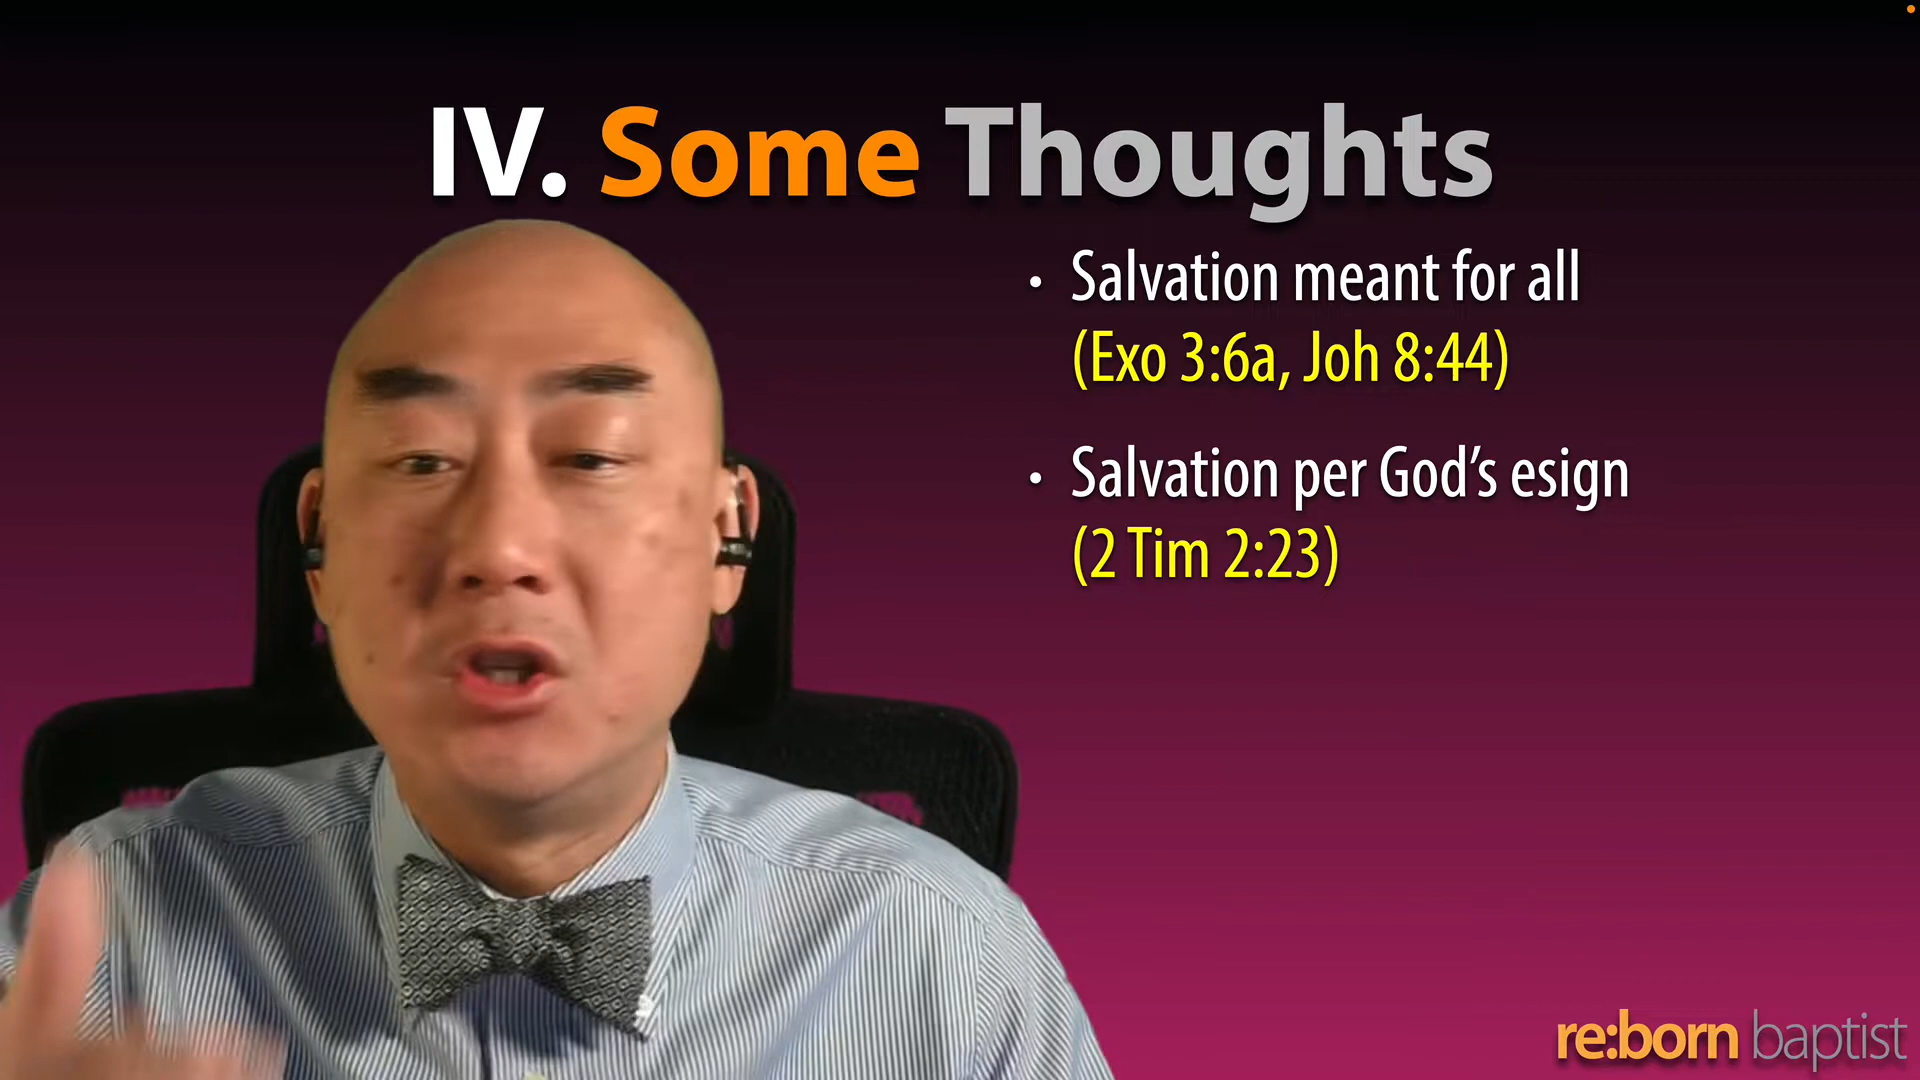 IV. Some Thoughts
• Salvation meant for all
(Exo 3:6a, Joh 8:44)
• Salvation per God’s esign
(2 Tim 2:23)
re:born baptist